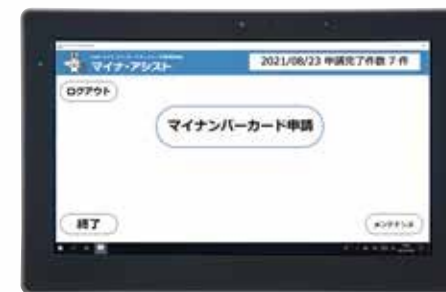 マイナ・アシスト
2021/08/23 申請完了件数 7 件
ログアウト
マイナンバーカード申請
終了
メンテナンス